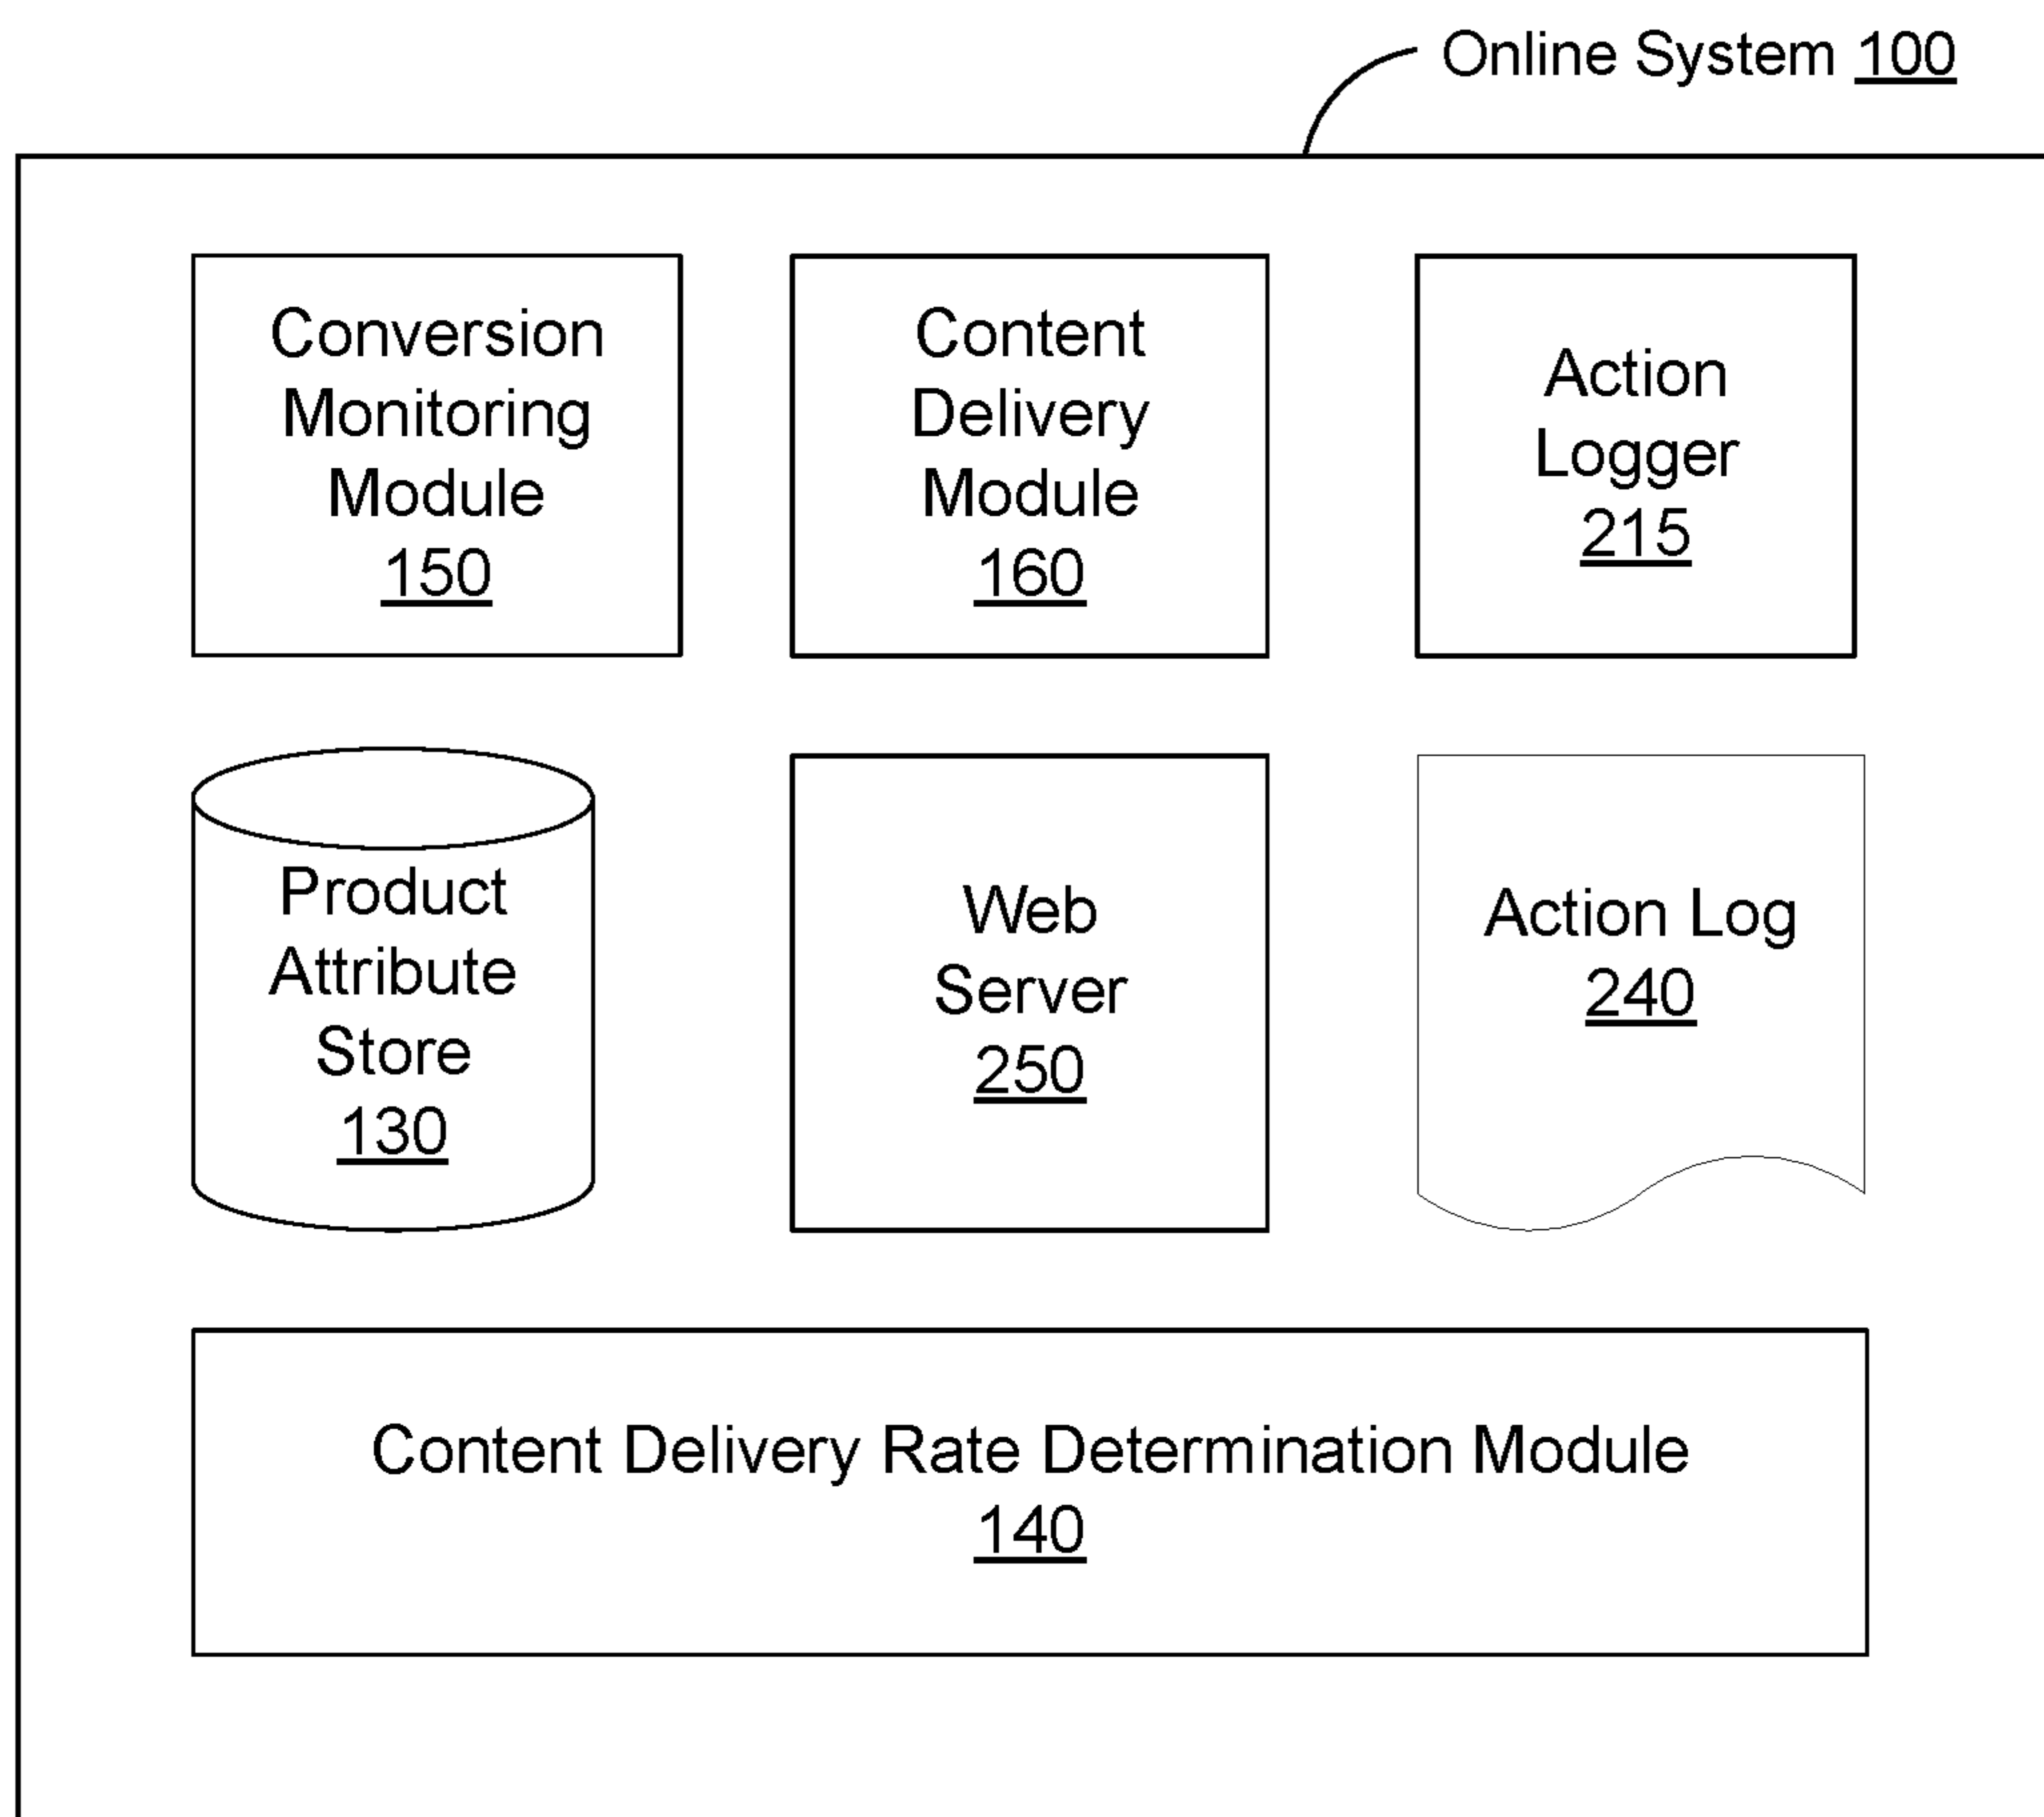 Online System 100
Conversion
Monitoring
Module
150
Content
Delivery
Module
160
Action
Logger
215
Product
Attribute
Store
130
Web
Server
250
Action Log
240
Content Delivery Rate Determination Module
140